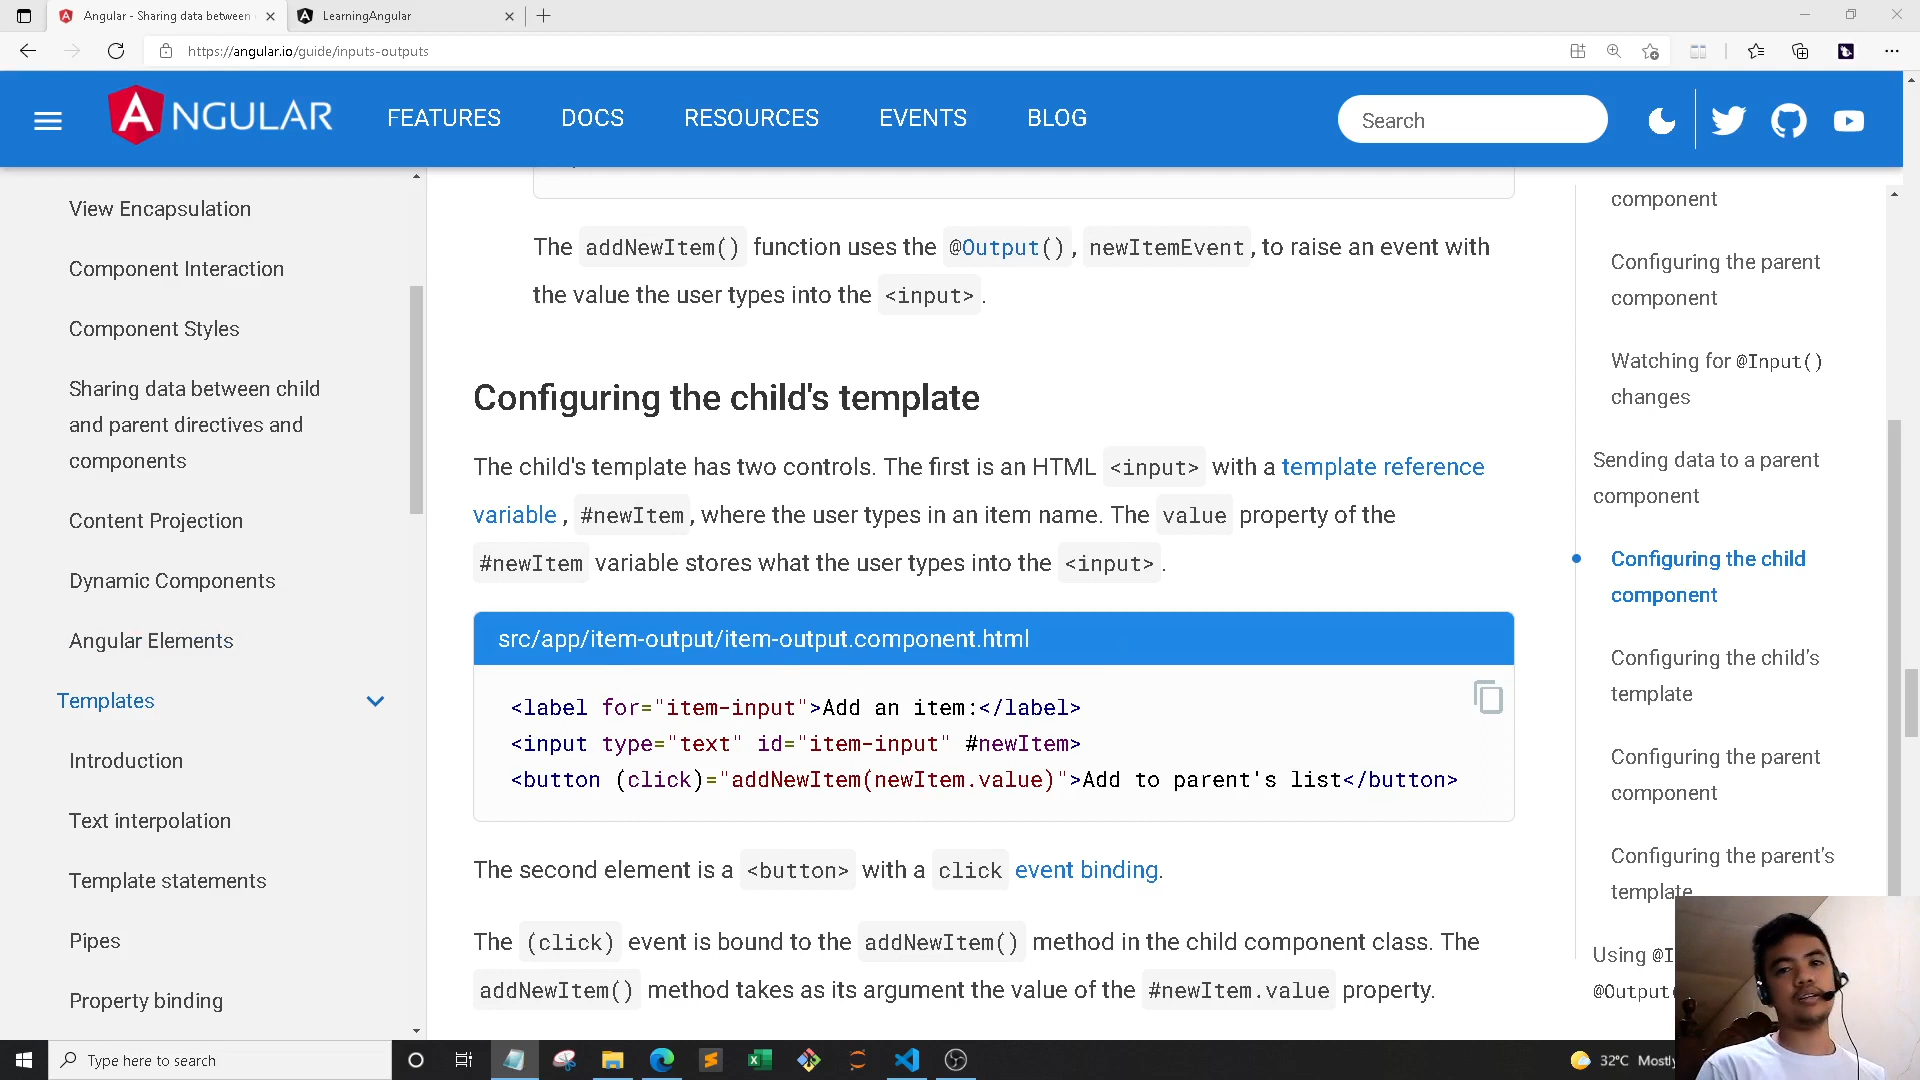 Angular - Sharing data between
LearningAngular
https://angular.io/guide/inputs-outputs
ANGULAR
FEATURES
DOCS
RESOURCES
EVENTS
BLOG
Search
View Encapsulation
Component Interaction
Component Styles
Sharing data between child
and parent directives and
components
Content Projection
Dynamic Components
Angular Elements
Templates
Introduction
Text interpolation
Template statements
Pipes
Property binding
The addNewItem() function uses the @Output(), newItemEvent, to raise an event with
the value the user types into the <input>.
Configuring the child's template
The child's template has two controls. The first is an HTML <input> with a template reference
variable , #newItem, where the user types in an item name. The value property of the
#newItem variable stores what the user types into the <input>.
src/app/item-output/item-output.component.html
<label for="item-input">Add an item:</label>
<input type="text" id="item-input" #newItem>
<button (click)="addNewItem(newItem.value)">Add to parent's list</button>
The second element is a <button> with a click event binding.
The (click) event is bound to the addNewItem() method in the child component class. The
addNewItem() method takes as its argument the value of the #newItem.value property.
component
Configuring the parent
component
Watching for @Input()
changes
Sending data to a parent
component
Configuring the child
component
Configuring the child's
template
Configuring the parent
component
Configuring the parent's
template
Using
@Output
Type here to search
32°C